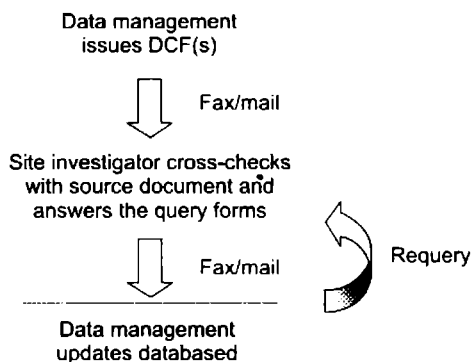 Data management
issues DCF(s)
Fax/mail
Site investigator cross-checks
with source document and
answers the query forms
Fax/mail
Requery
Data management
updates databased